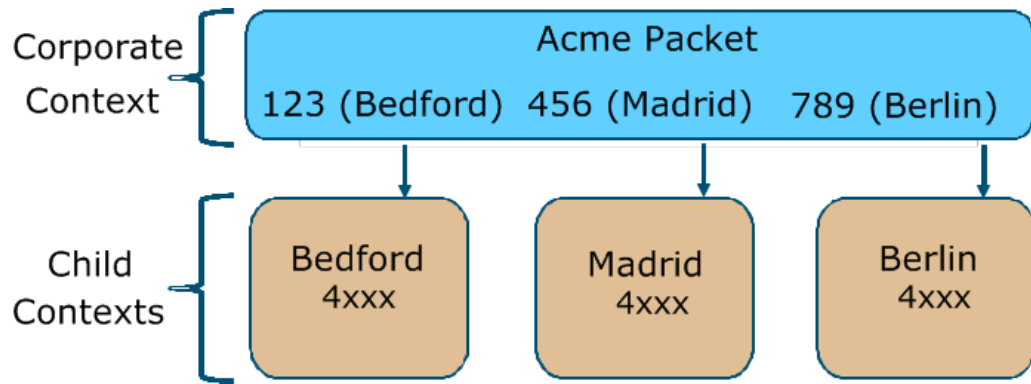 Corporate
Context
Acme Packet
123 (Bedford) 456 (Madrid) 789 (Berlin)
Child
Contexts
Bedford
4xxx
Madrid
4xxx
Berlin
4xxx